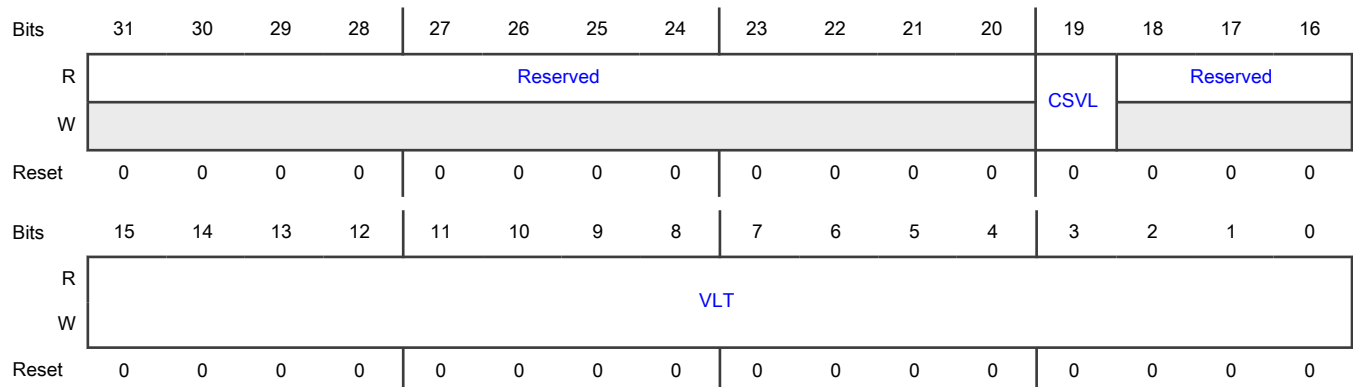 Bits 31 30 29 28 27 26 25 24 23 22 21 20 19 18 17 16
R Reserved CSVL Reserved
W
Reset 0 0 0 0 0 0 0 0 0 0 0 0 0 0 0 0
Bits 15 14 13 12 11 10 9 8 7 6 5 4 3 2 1 0
R
VLT
W
Reset 0 0 0 0 0 0 0 0 0 0 0 0 0 0 0 0